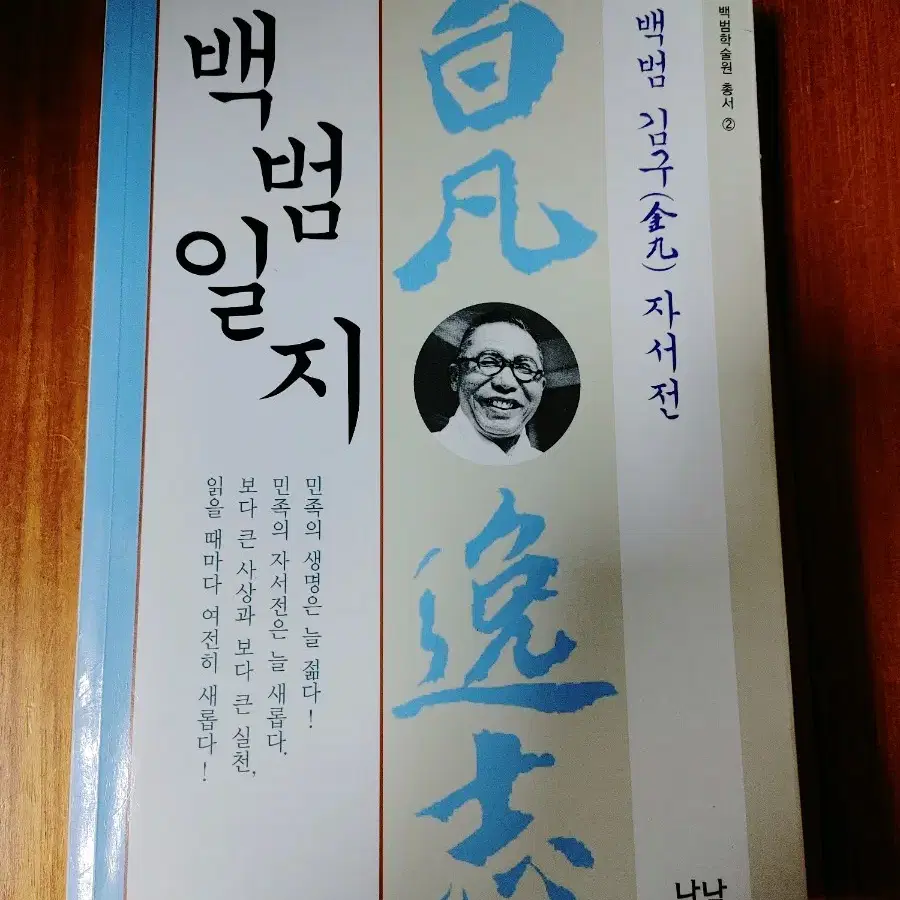 백범학술원 총서 ②
백범 김구(金九) 자서전
白凡逸志
백범일지
민족의 생명은 늘 젊다!
민족의 자서전은 늘 새롭다.
보다 큰 사상과 보다 큰 실천,
읽을 때마다 여전히 새롭다!
나남